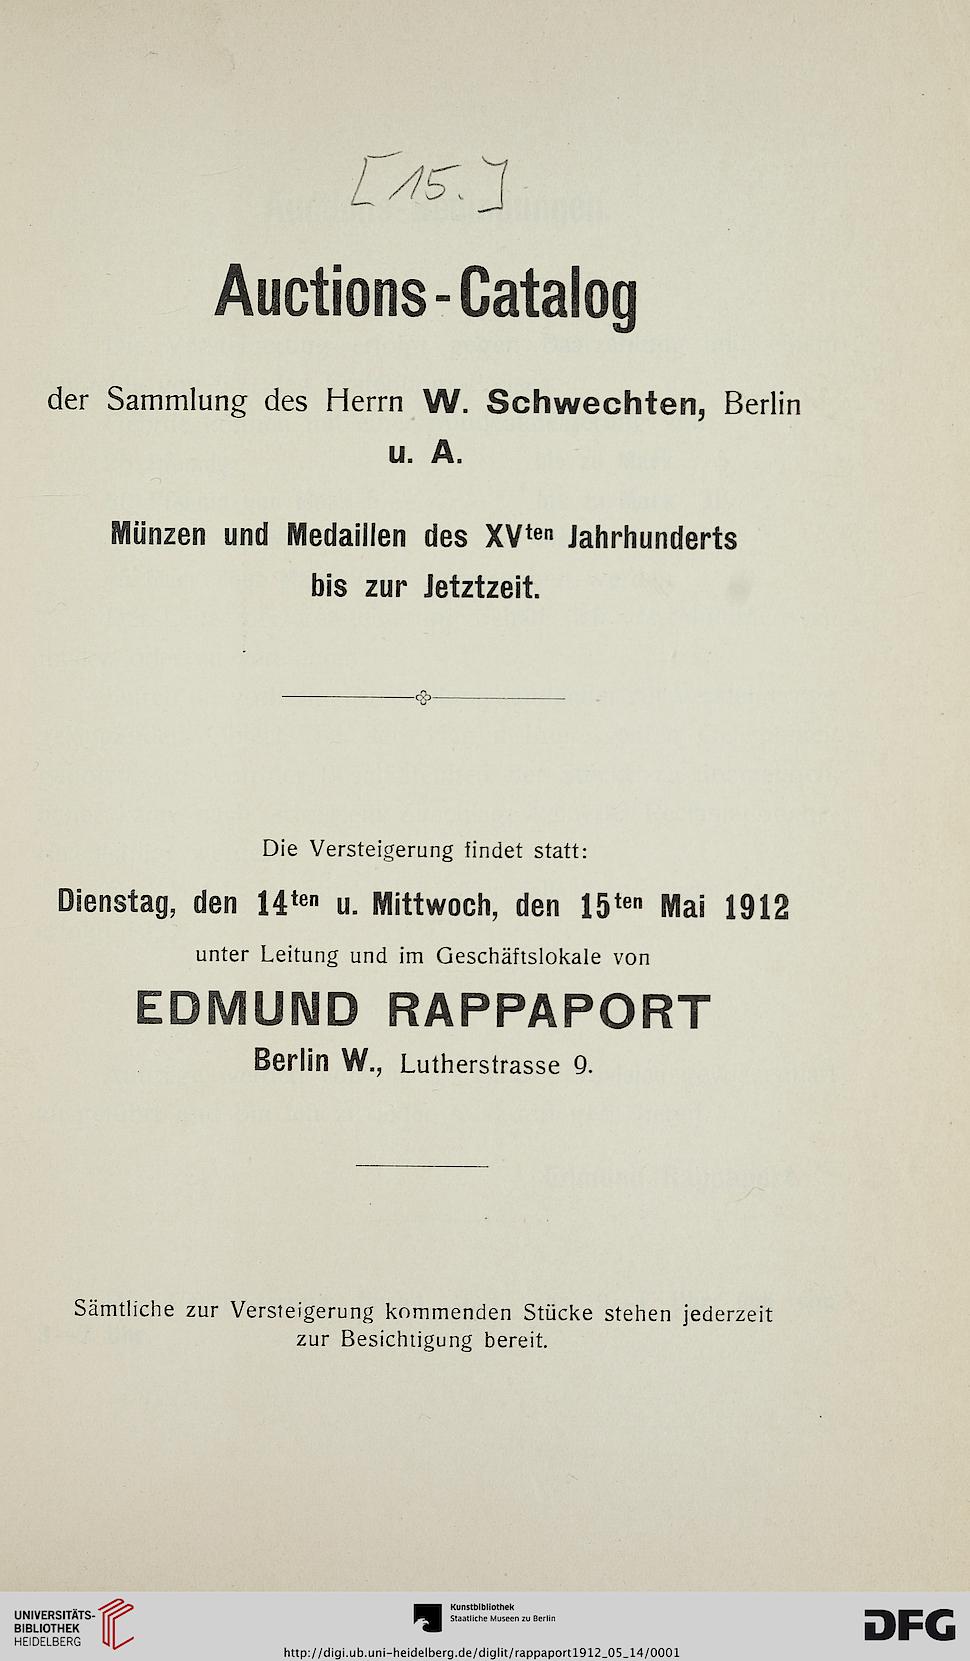 [15.]
Auctions-Catalog
der Sammlung des Herrn W. Schwechten, Berlin
u. A.
Münzen und Medaillen des XVten Jahrhunderts
bis zur Jetztzeit.
Die Versteigerung findet statt:
Dienstag, den 14ten u. Mittwoch, den 15ten Mai 1912
unter Leitung und im Geschäftslokale von
EDMUND RAPPAPORT
Berlin W., Lutherstrasse 9.
Sämtliche zur Versteigerung kommenden Stücke stehen jederzeit
zur Besichtigung bereit.
UNIVERSITÄTS-
BIBLIOTHEK
HEIDELBERG
Kunstbibliothek
Staatliche Museen zu Berlin
DFG
http://digi.ub.uni-heidelberg.de/diglit/rappaport1912_05_14/0001